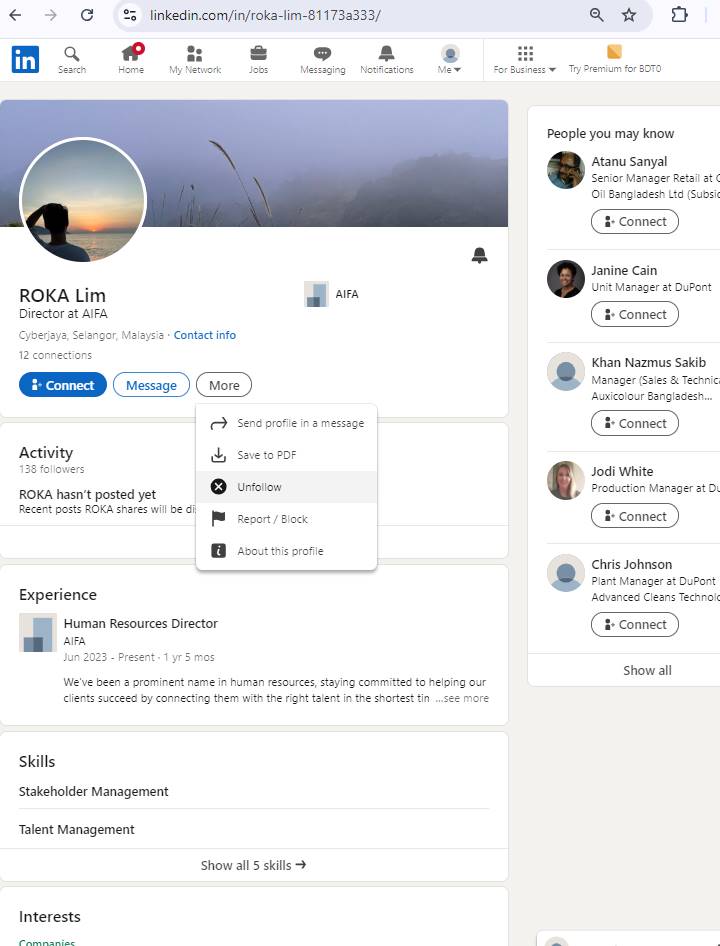 linkedin.com/in/roka-lim-81173a333/
in
Search
Home
My Network
Jobs
Messaging
Notifications
Me
For Business
Try Premium for BDT0
ROKA Lim
Director at AIFA
AIFA
Cyberjaya, Selangor, Malaysia · Contact info
12 connections
Connect
Message
More
Send profile in a message
Save to PDF
Unfollow
Report / Block
About this profile
Activity
138 followers
ROKA hasn't posted yet
Recent posts ROKA shares will be di
Experience
Human Resources Director
AIFA
Jun 2023 - Present · 1 yr 5 mos
We've been a prominent name in human resources, staying committed to helping our
clients succeed by connecting them with the right talent in the shortest tin ...see more
Skills
Stakeholder Management
Talent Management
Show all 5 skills →
Interests
Companies
People you may know
Atanu Sanyal
Senior Manager Retail at
Oil Bangladesh Ltd (Subsi
Connect
Janine Cain
Unit Manager at DuPont
Connect
Khan Nazmus Sakib
Manager (Sales & Technic
Auxicolour Bangladesh...
Connect
Jodi White
Production Manager at Du
Connect
Chris Johnson
Plant Manager at DuPont
Advanced Cleans Technolo
Connect
Show all